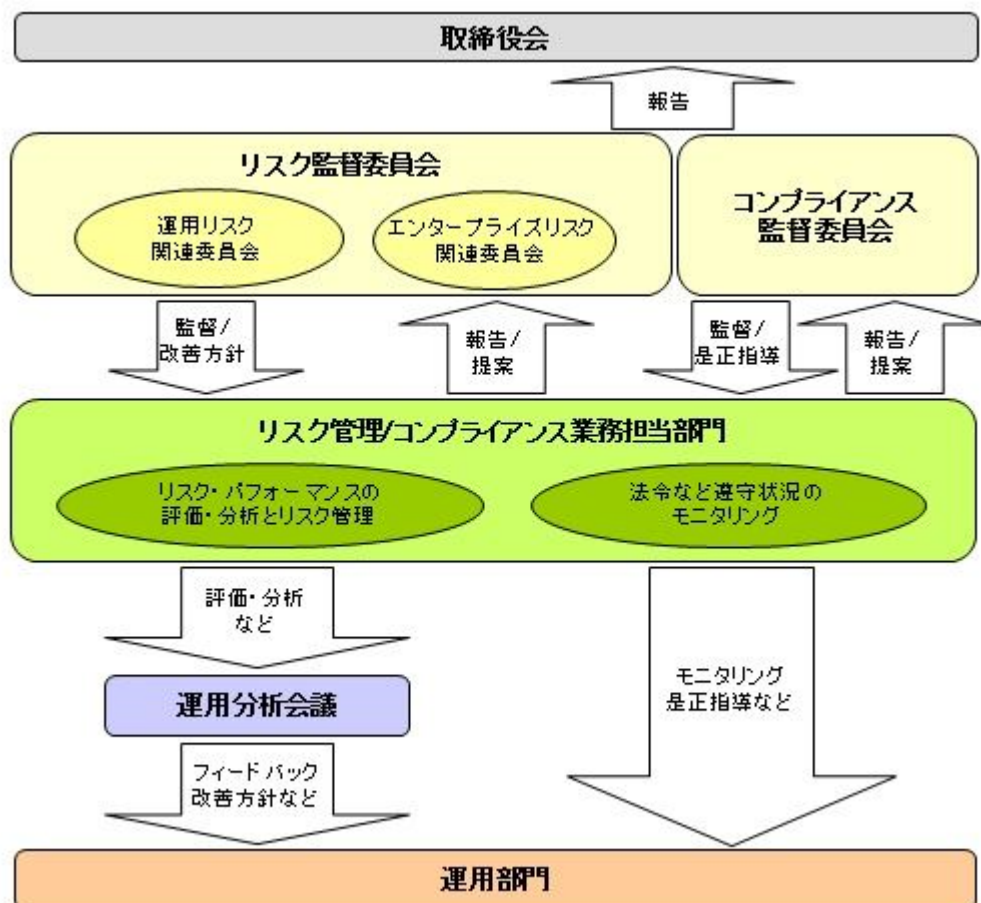 取締役会
報告
リスク監督委員会
運用リスク
関連委員会
エンタープライズリスク
関連委員会
コンプライアンス
監督委員会
監督/
改善方針
報告/
提案
監督/
是正指導
報告/
提案
リスク管理/コンプライアンス業務担当部門
リスク・パフォーマンスの
評価・分析とリスク管理
法令など遵守状況の
モニタリング
評価・分析
など
運用分析会議
モニタリング
是正指導など
フィードバック
改善方針など
運用部門